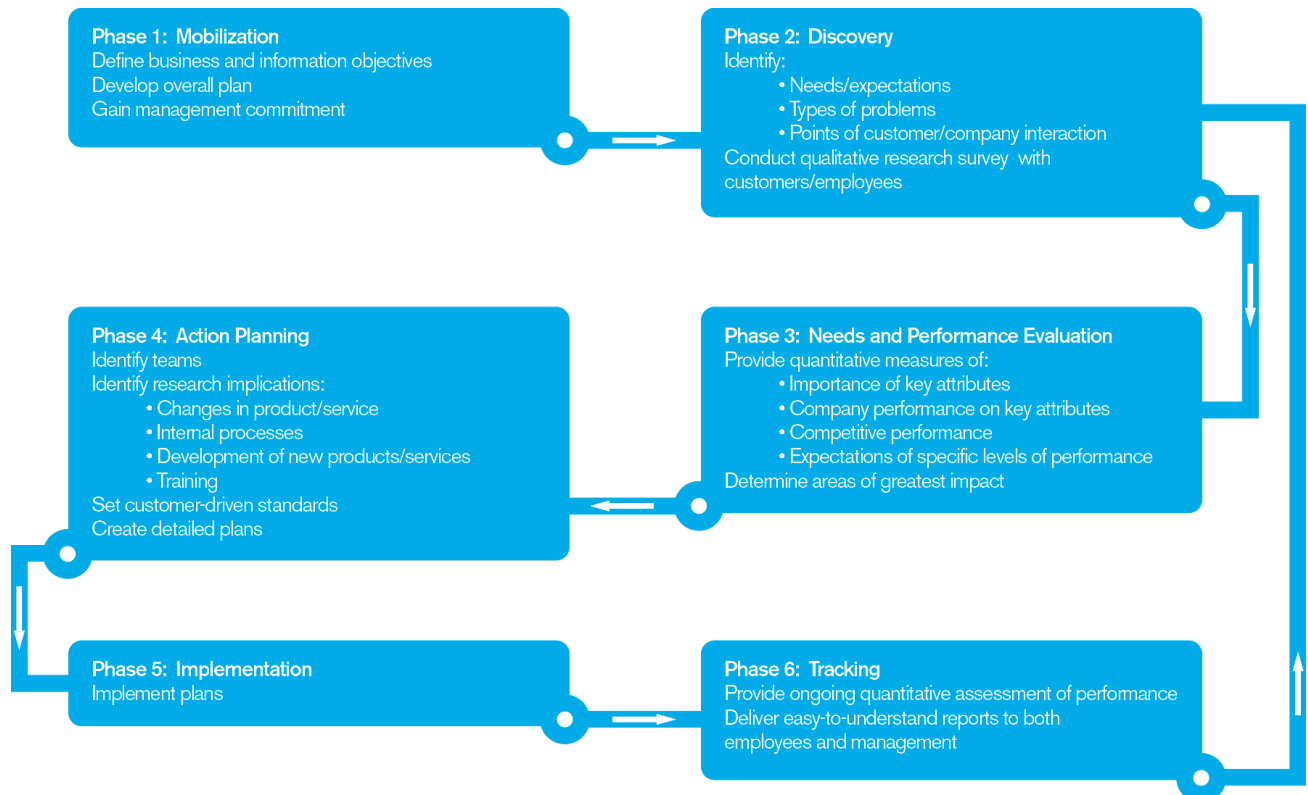 Phase 1: Mobilization
Define business and information objectives
Develop overall plan
Gain management commitment
Phase 2: Discovery
Identify:
• Needs/expectations
• Types of problems
• Points of customer/company interaction
Conduct qualitative research survey with
customers/employees
Phase 3: Needs and Performance Evaluation
Provide quantitative measures of:
• Importance of key attributes
• Company performance on key attributes
• Competitive performance
• Expectations of specific levels of performance
Determine areas of greatest impact
Phase 4: Action Planning
Identify teams
Identify research implications:
• Changes in product/service
• Internal processes
• Development of new products/services
• Training
Set customer-driven standards
Create detailed plans
Phase 5: Implementation
Implement plans
Phase 6: Tracking
Provide ongoing quantitative assessment of performance
Deliver easy-to-understand reports to both
employees and management